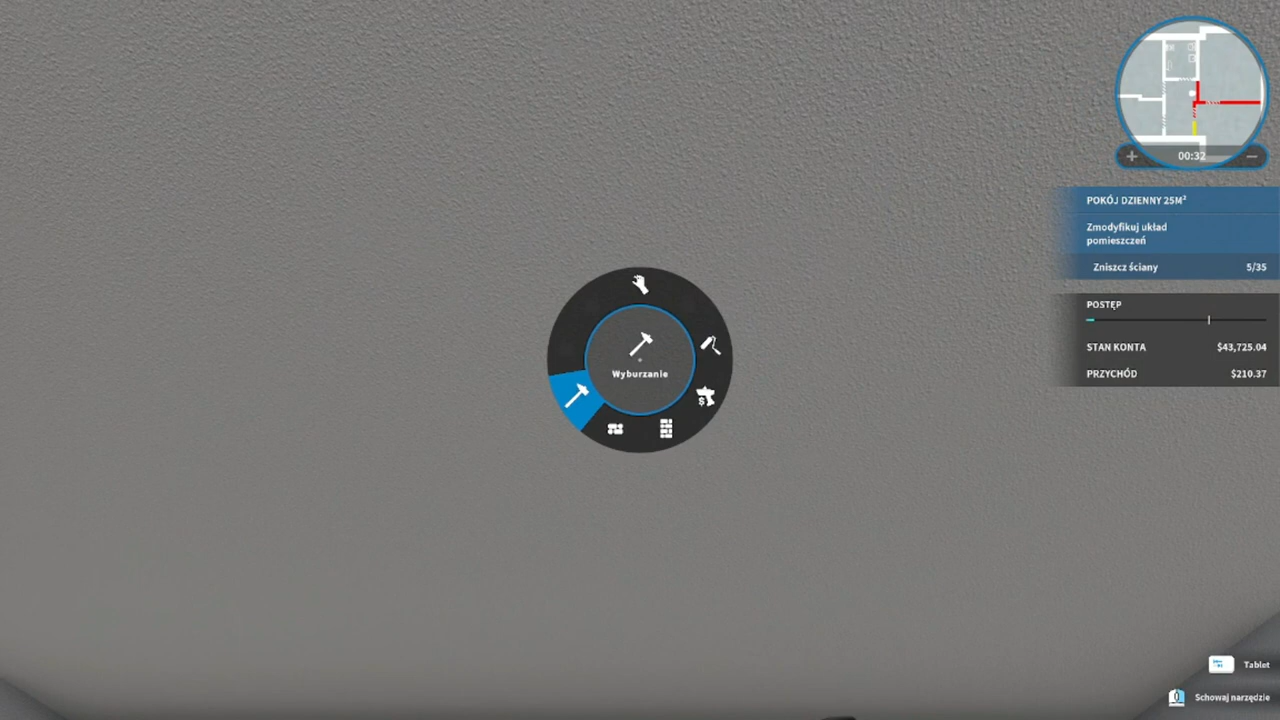 00:32
POKÓJ DZIENNY 25M²
Zmodyfikuj układ
pomieszczeń
Zniszcz ściany 5/35
POSTĘP
STAN KONTA $43,725.04
PRZYCHÓD $210.37
Wyburzanie
Tablet
Schowaj narzędzie